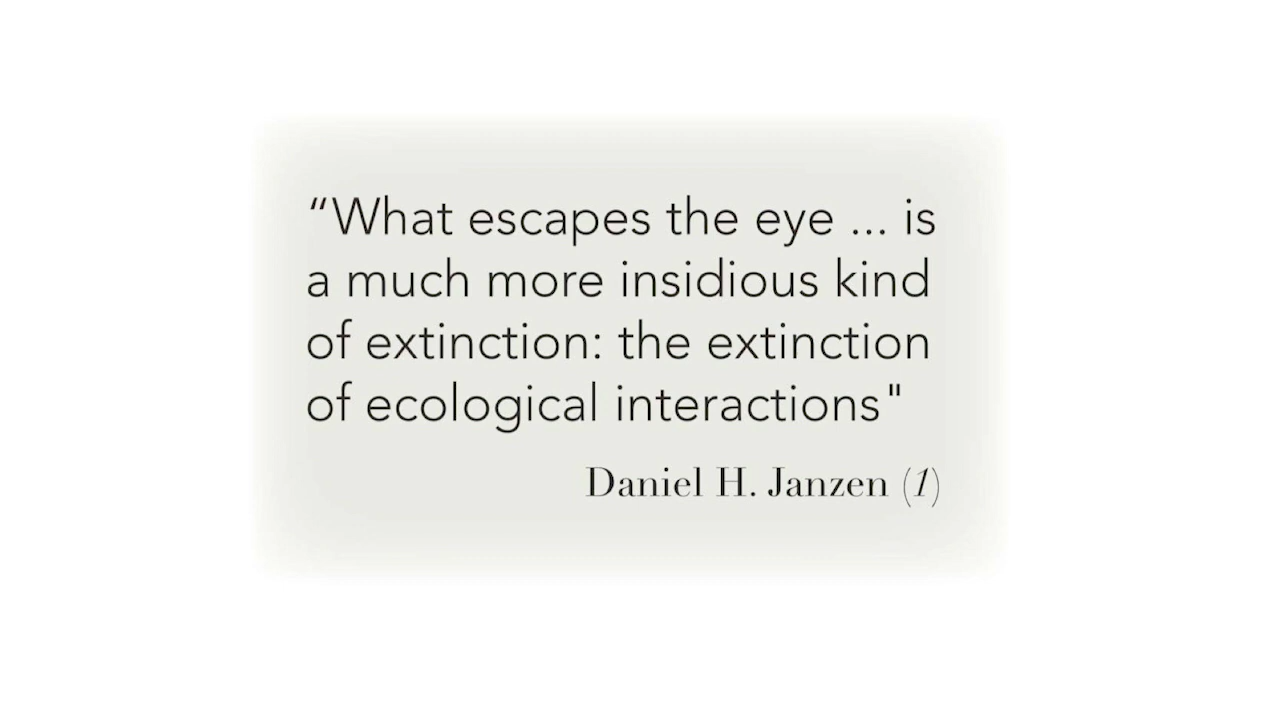 “What escapes the eye ... is
a much more insidious kind
of extinction: the extinction
of ecological interactions"
Daniel H. Janzen (1)